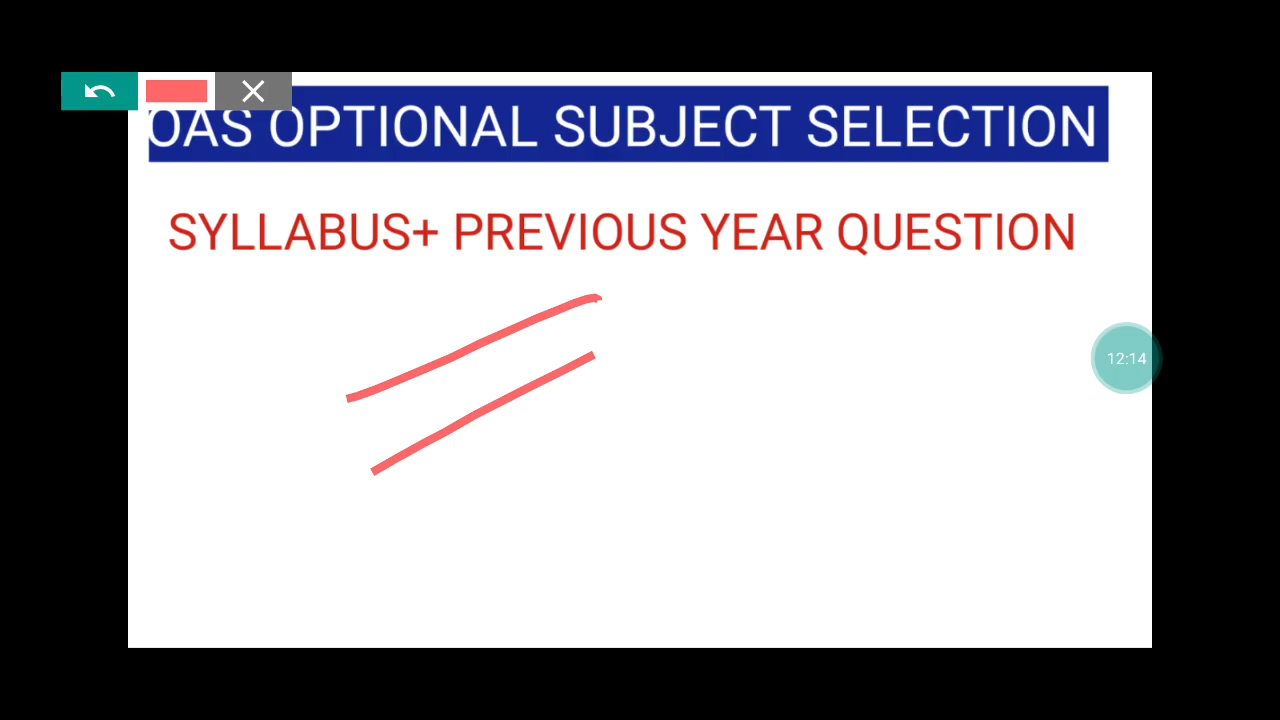 OAS OPTIONAL SUBJECT SELECTION
SYLLABUS+ PREVIOUS YEAR QUESTION
12:14